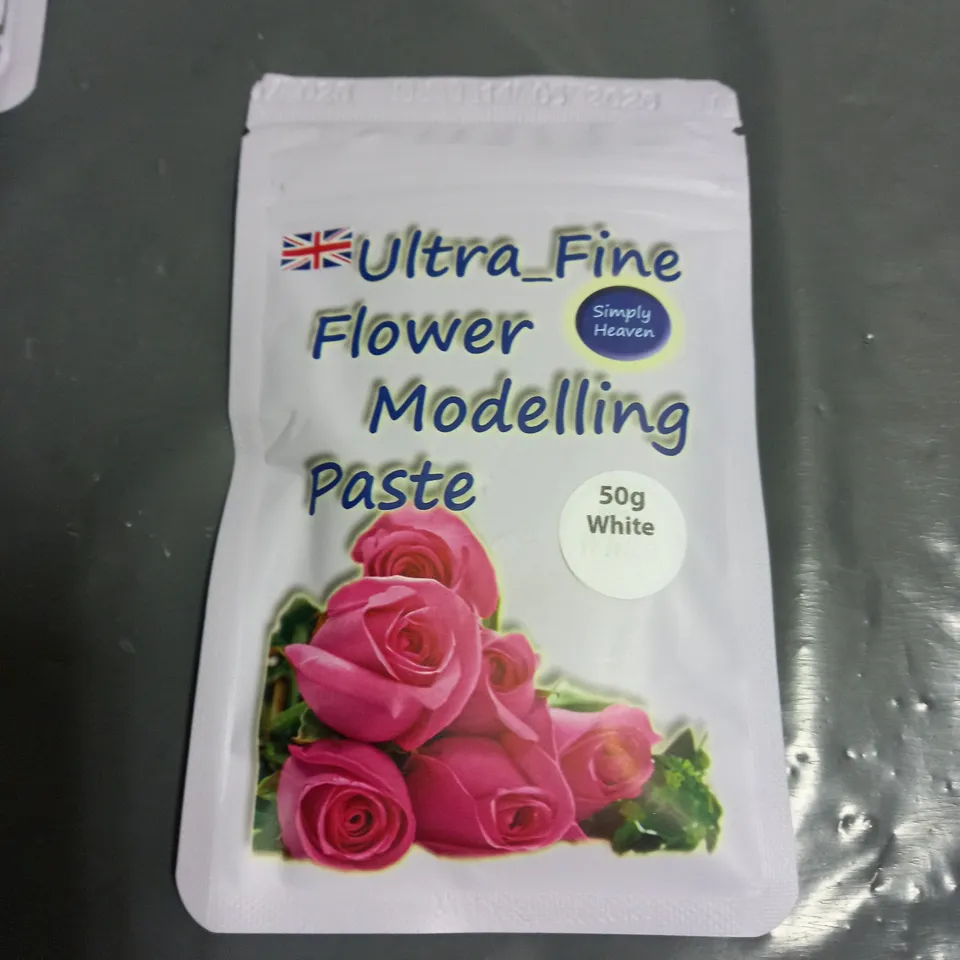 Ultra_Fine
Flower
Simply
Heaven
Modelling
Paste
50g
White